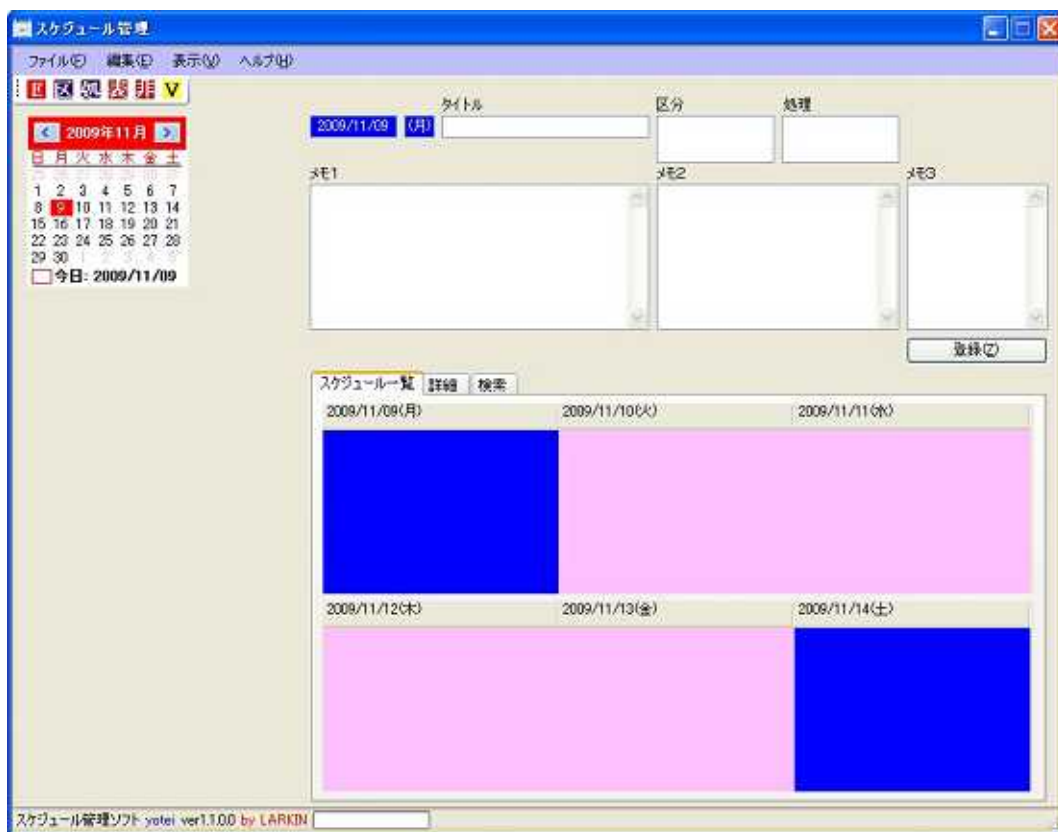 スケジュール管理
ファイル(F) 編集(E) 表示(V) ヘルプ(H)
区 処 V
タイトル 区分 処理
2009/11/09 (月)
2009年11月
日 月 火 水 木 金 土
1 2 3 4 5 6 7
8 9 10 11 12 13 14
15 16 17 18 19 20 21
22 23 24 25 26 27 28
29 30 1 2 3 4 5
今日: 2009/11/09
メモ1 メモ2 メモ3
登録(Z)
スケジュール一覧 詳細 検索
2009/11/09(月) 2009/11/10(火) 2009/11/11(水)
2009/11/12(木) 2009/11/13(金) 2009/11/14(土)
スケジュール管理ソフト yotei ver1.1.0.0 by LARKIN